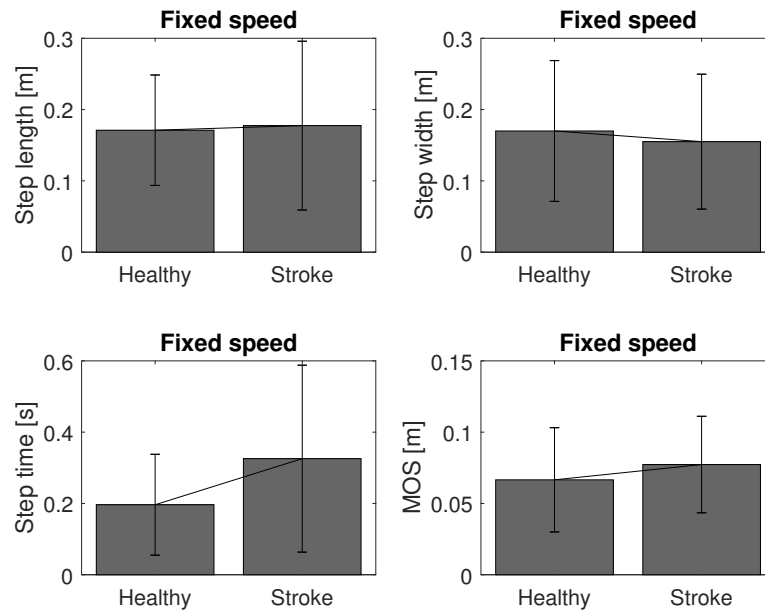 Fixed speed
Step length [m]
0.3
0.2
0.1
0
Healthy
Stroke
Fixed speed
Step width [m]
0.3
0.2
0.1
0
Healthy
Stroke
Fixed speed
Step time [s]
0.6
0.4
0.2
0
Healthy
Stroke
Fixed speed
MOS [m]
0.15
0.1
0.05
0
Healthy
Stroke